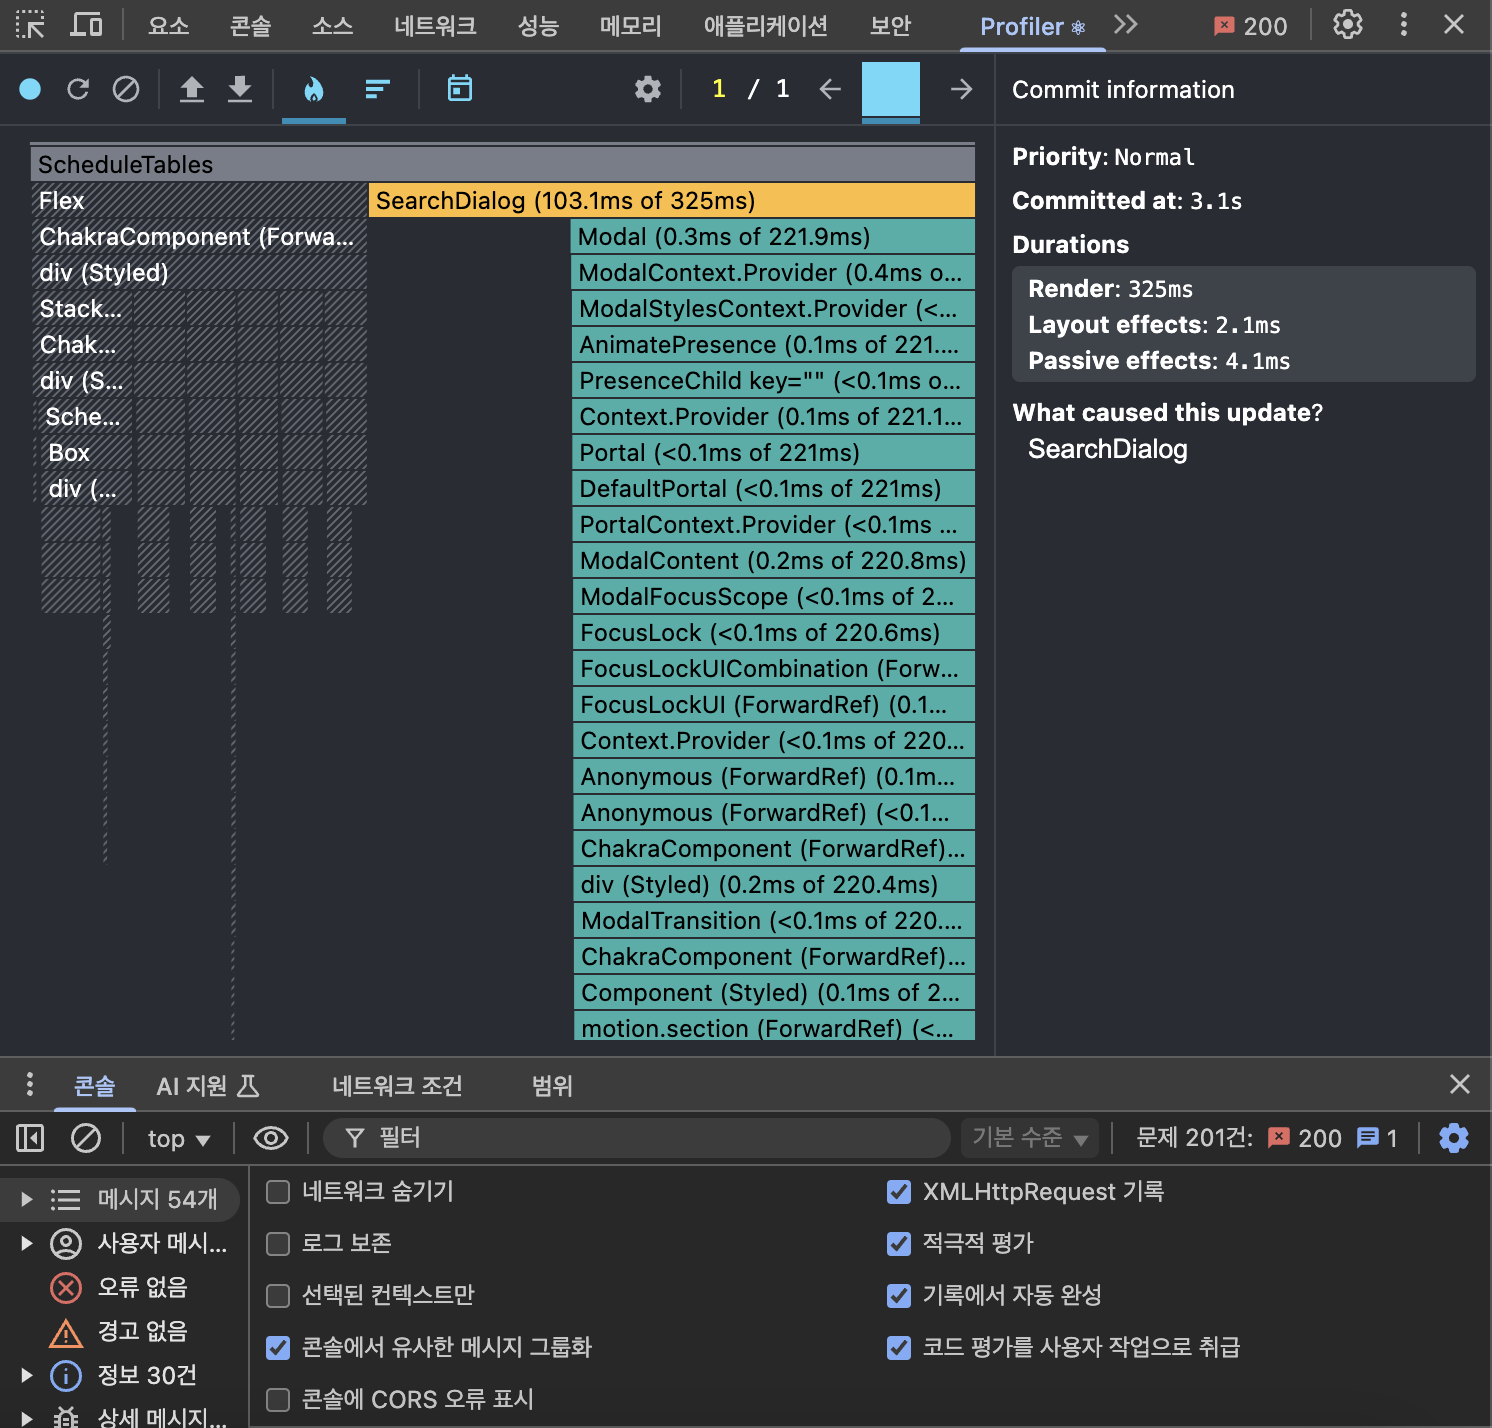 요소 콘솔 소스 네트워크 성능 메모리 애플리케이션 보안 Profiler ⚛ 200
1 / 1
Commit information
ScheduleTables
Flex
SearchDialog (103.1ms of 325ms)
ChakraComponent (Forwa...
Modal (0.3ms of 221.9ms)
div (Styled)
ModalContext.Provider (0.4ms o...
Stack...
ModalStylesContext.Provider (<...
Chak...
AnimatePresence (0.1ms of 221....
div (S...
PresenceChild key="" (<0.1ms o...
Sche...
Context.Provider (0.1ms of 221.1...
Box
Portal (<0.1ms of 221ms)
div (...
DefaultPortal (<0.1ms of 221ms)
PortalContext.Provider (<0.1ms ...
ModalContent (0.2ms of 220.8ms)
ModalFocusScope (<0.1ms of 2...
FocusLock (<0.1ms of 220.6ms)
FocusLockUICombination (Forw...
FocusLockUI (ForwardRef) (0.1...
Context.Provider (<0.1ms of 220...
Anonymous (ForwardRef) (0.1m...
Anonymous (ForwardRef) (<0.1...
ChakraComponent (ForwardRef)...
div (Styled) (0.2ms of 220.4ms)
ModalTransition (<0.1ms of 220....
ChakraComponent (ForwardRef)...
Component (Styled) (0.1ms of 2...
motion.section (ForwardRef) (<...
Priority: Normal
Committed at: 3.1s
Durations
Render: 325ms
Layout effects: 2.1ms
Passive effects: 4.1ms
What caused this update?
SearchDialog
콘솔 AI 지원 네트워크 조건 범위
top ▼ 필터 기본 수준 ▼ 문제 201건: 200 1
메시지 54개
사용자 메시...
오류 없음
경고 없음
정보 30건
상세 메시지...
네트워크 숨기기
XMLHttpRequest 기록
로그 보존
적극적 평가
선택된 컨텍스트만
기록에서 자동 완성
콘솔에서 유사한 메시지 그룹화
코드 평가를 사용자 작업으로 취급
콘솔에 CORS 오류 표시